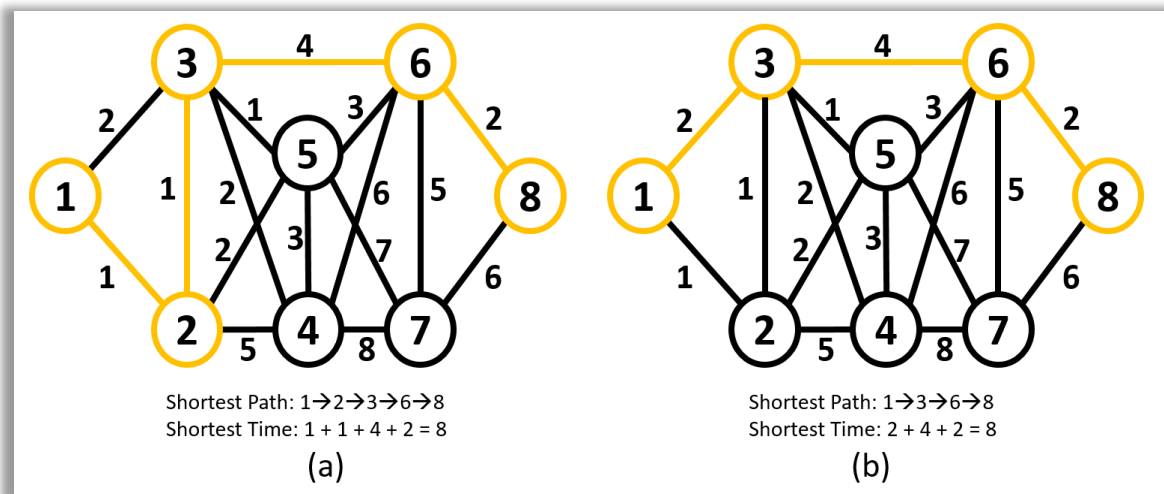 3 4 6
2 1 3 2
5
1 1 2 6 5 8
1 2 3 7 6
2 4 7
5 8
Shortest Path: 1→2→3→6→8
Shortest Time: 1 + 1 + 4 + 2 = 8
(a)
3 4 6
2 1 3 2
5
1 1 2 6 5 8
1 2 3 7 6
2 4 7
5 8
Shortest Path: 1→3→6→8
Shortest Time: 2 + 4 + 2 = 8
(b)